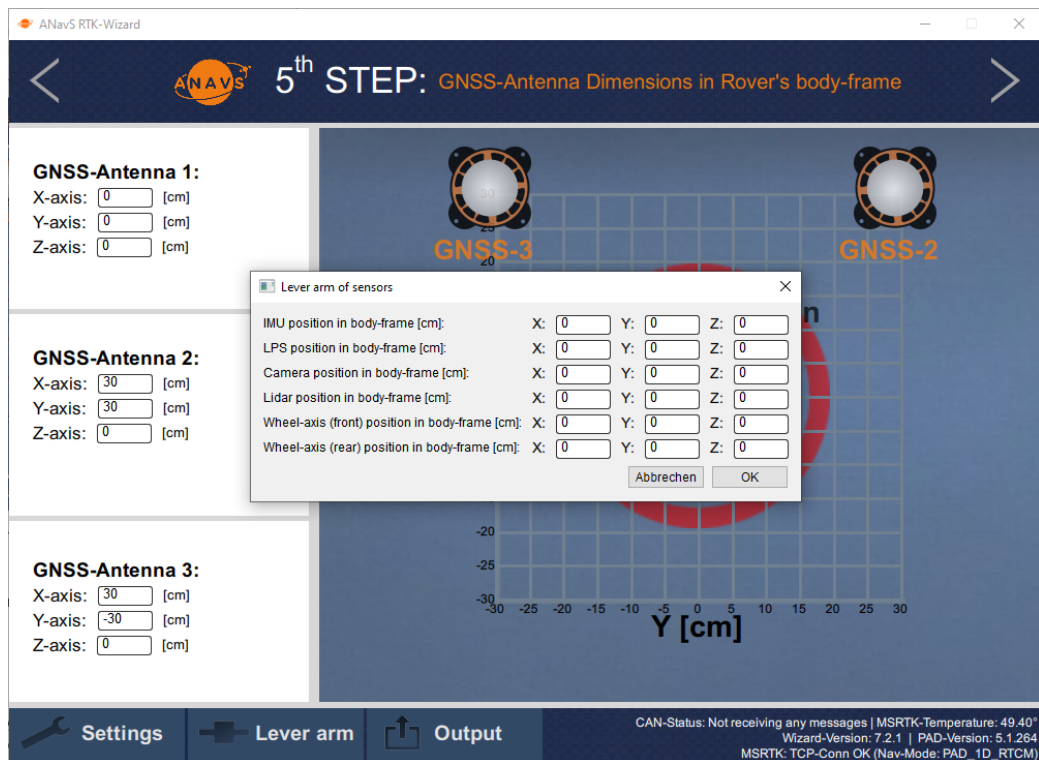 ANavS RTK-Wizard
ANAVS
5th STEP: GNSS-Antenna Dimensions in Rover's body-frame
GNSS-Antenna 1:
X-axis: 0 [cm]
Y-axis: 0 [cm]
Z-axis: 0 [cm]
GNSS-Antenna 2:
X-axis: 30 [cm]
Y-axis: 30 [cm]
Z-axis: 0 [cm]
GNSS-Antenna 3:
X-axis: 30 [cm]
Y-axis: -30 [cm]
Z-axis: 0 [cm]
30
25
GNSS-3
GNSS-2
20
n
Lever arm of sensors
IMU position in body-frame [cm]: X: 0 Y: 0 Z: 0
LPS position in body-frame [cm]: X: 0 Y: 0 Z: 0
Camera position in body-frame [cm]: X: 0 Y: 0 Z: 0
Lidar position in body-frame [cm]: X: 0 Y: 0 Z: 0
Wheel-axis (front) position in body-frame [cm]: X: 0 Y: 0 Z: 0
Wheel-axis (rear) position in body-frame [cm]: X: 0 Y: 0 Z: 0
Abbrechen OK
-20
-25
-30
-30 -25 -20 -15 -10 -5 0 5 10 15 20 25 30
Y [cm]
Settings Lever arm Output
CAN-Status: Not receiving any messages | MSRTK-Temperature: 49.40°
Wizard-Version: 7.2.1 | PAD-Version: 5.1.264
MSRTK: TCP-Conn OK (Nav-Mode: PAD_1D_RTCM)